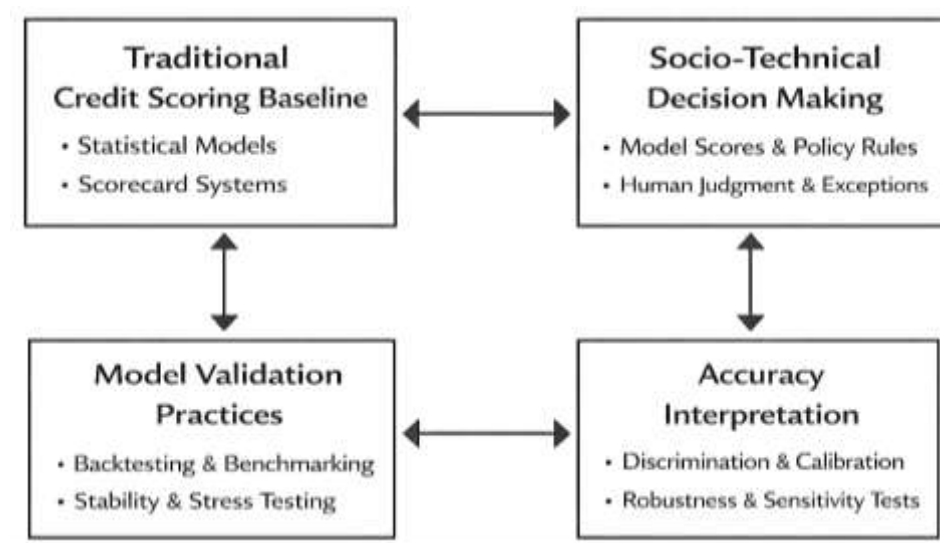 Traditional
Credit Scoring Baseline
• Statistical Models
• Scorecard Systems
Socio-Technical
Decision Making
• Model Scores & Policy Rules
• Human Judgment & Exceptions
Model Validation
Practices
• Backtesting & Benchmarking
• Stability & Stress Testing
Accuracy
Interpretation
• Discrimination & Calibration
• Robustness & Sensitivity Tests